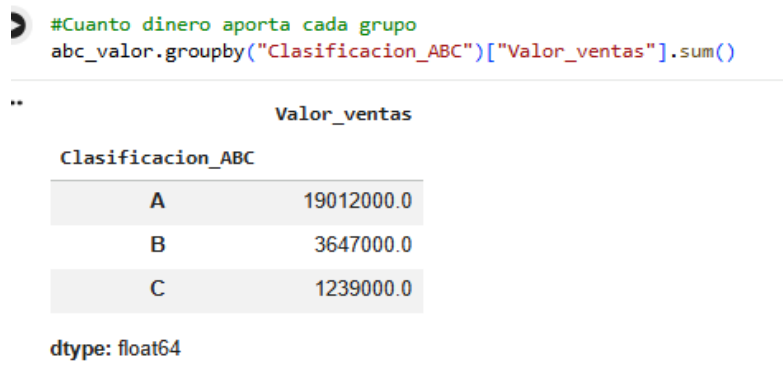 #Cuanto dinero aporta cada grupo
abc_valor.groupby("Clasificacion_ABC")["Valor_ventas"].sum()
Valor_ventas
Clasificacion_ABC
A 19012000.0
B 3647000.0
C 1239000.0
dtype: float64